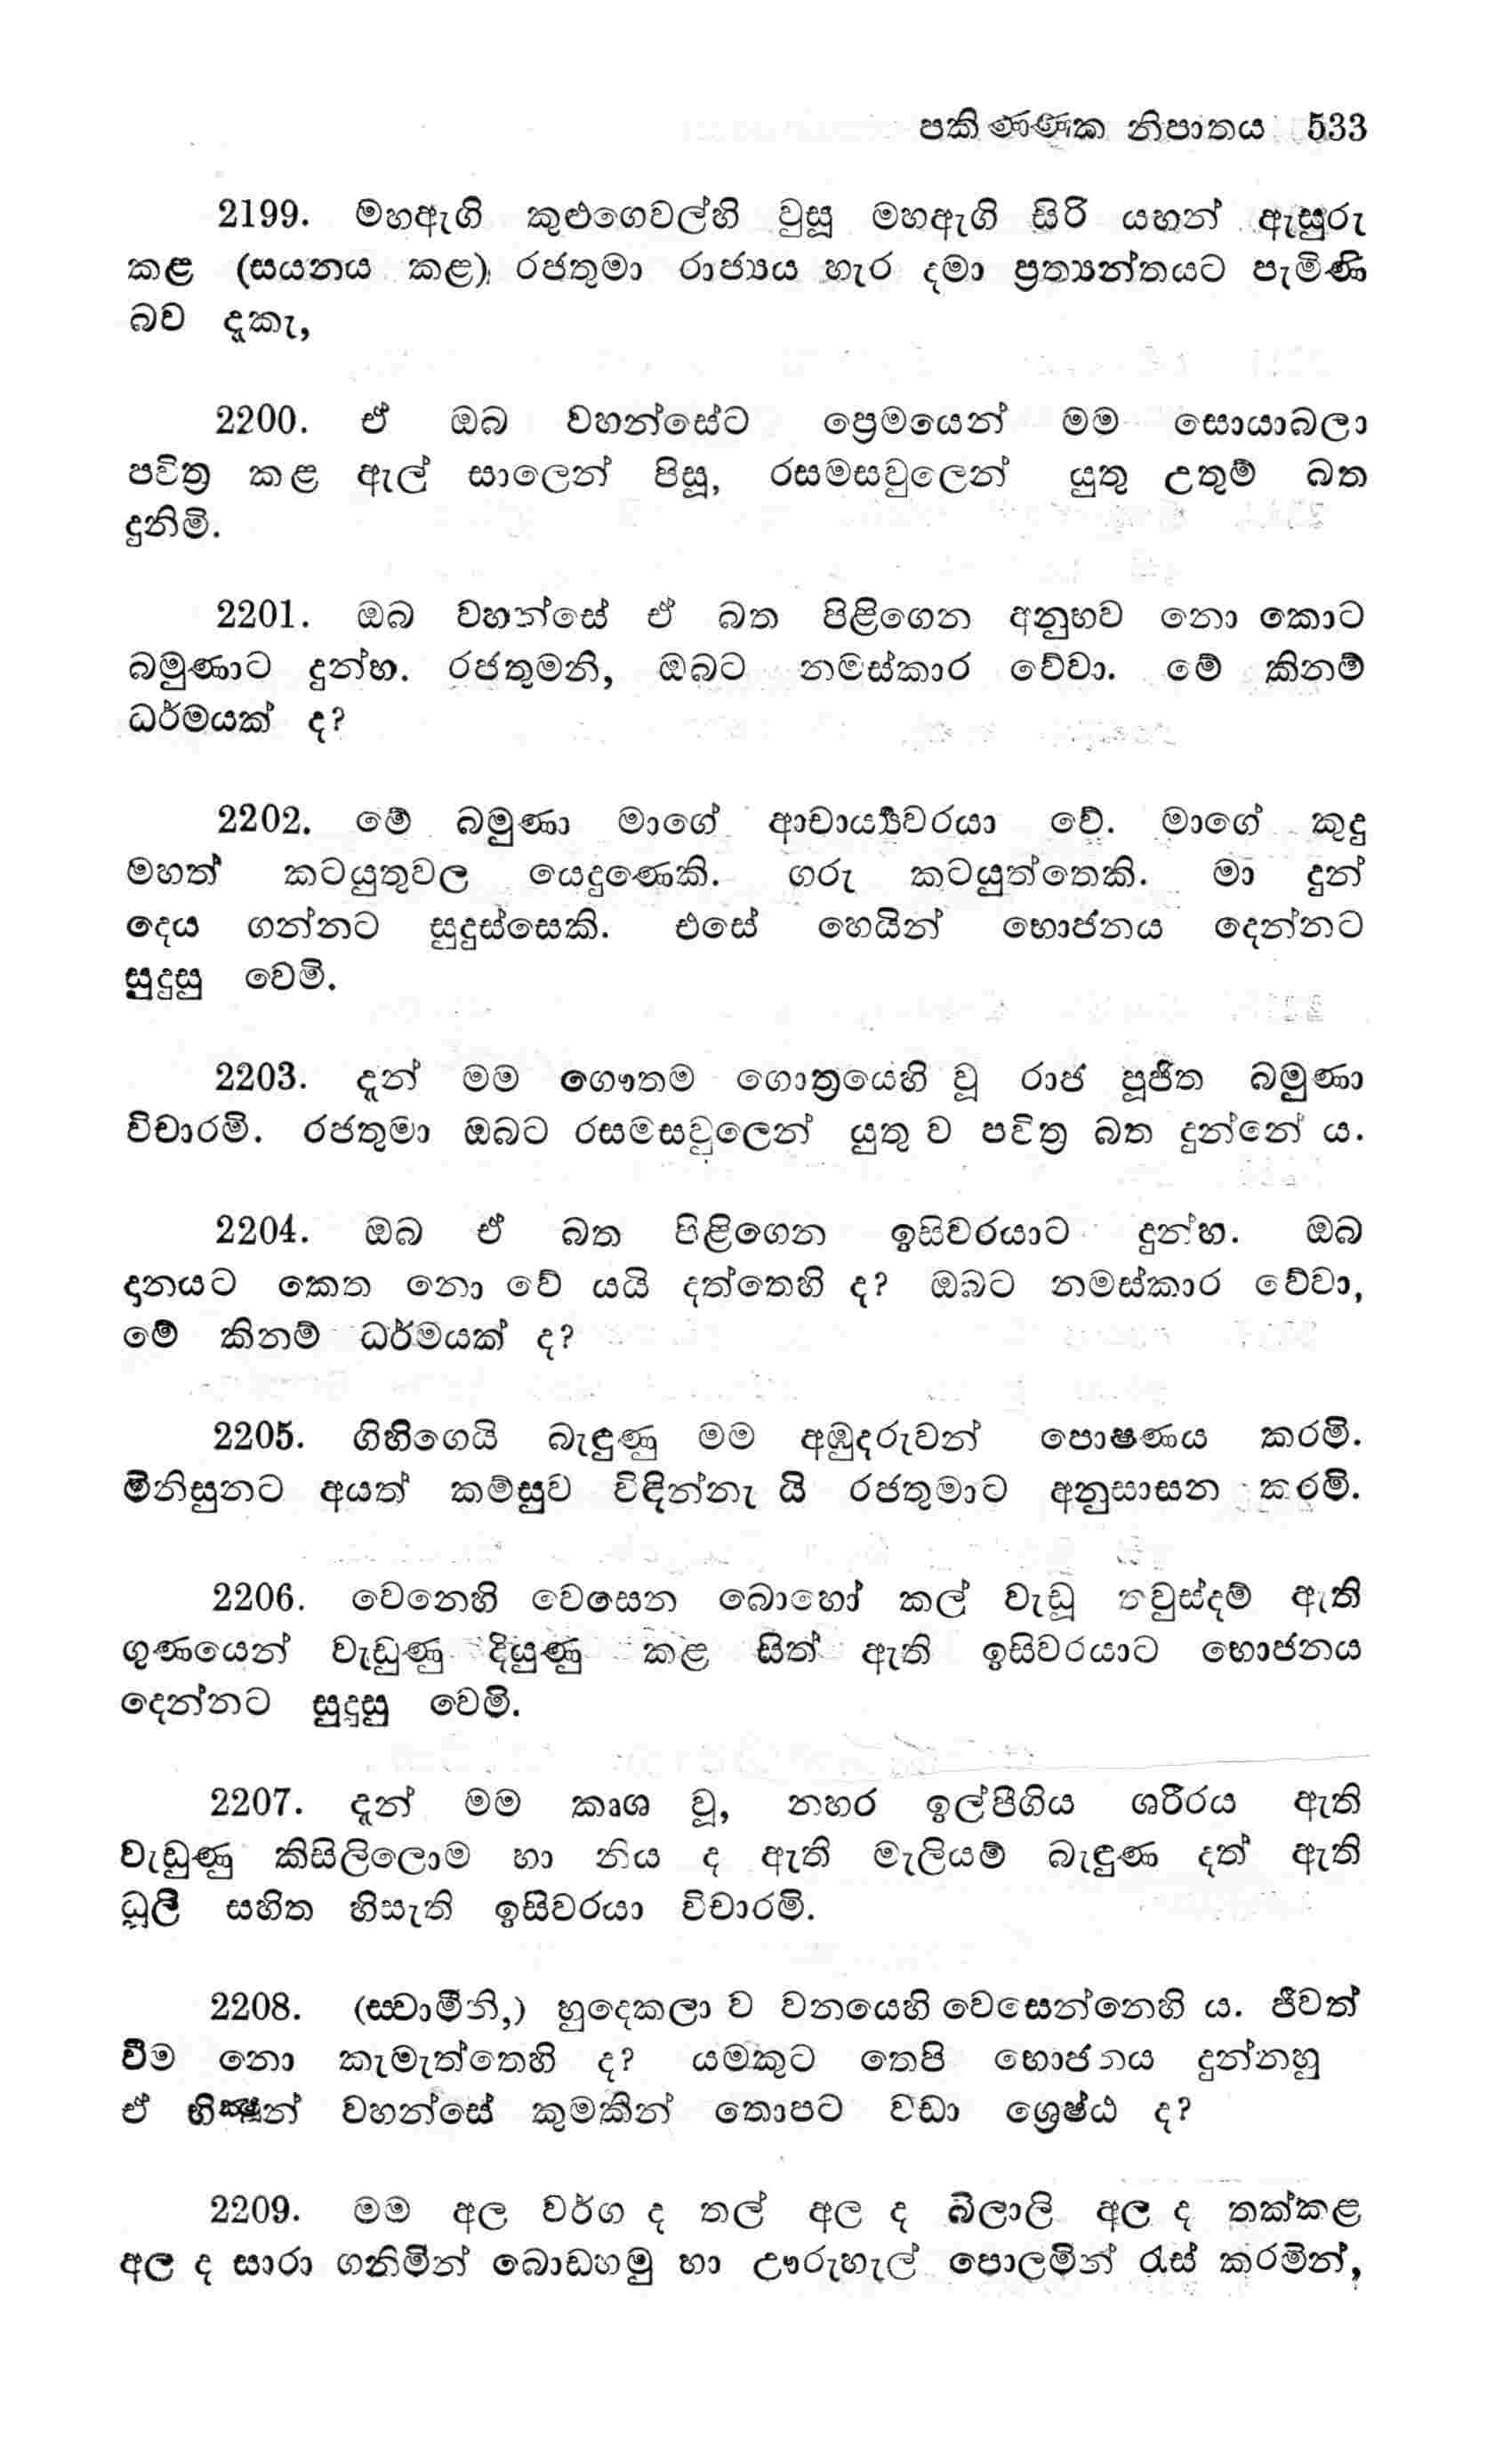 පකිණ්ණක නිපාතය 533
2199. මහඇගි කුළුගෙවල්හි වුසූ මහඇගි සිරි යහන් ඇසුරු
කළ (සයනය කළ) රජතුමා රාජ්‍යය හැර දමා ප්‍රත්‍යන්තයට පැමිණි
බව දැකැ,
2200. ඒ ඔබ වහන්සේට ප්‍රෙමයෙන් මම සොයාබලා
පවිත්‍ර කළ ඇල් සාලෙන් පිසූ, රසමසවුලෙන් යුතු උතුම් බත
දුනිමි.
2201. ඔබ වහන්සේ ඒ බත පිළිගෙන අනුභව නො කොට
බමුණාට දුන්හ. රජතුමනි, ඔබට නමස්කාර වේවා. මේ කිනම්
ධර්මයක් ද?
2202. මේ බමුණා මාගේ ආචාර්‍ය්‍යවරයා වේ. මාගේ කුදු
මහත් කටයුතුවල යෙදුණෙකි. ගරු කටයුත්තෙකි. මා දුන්
දෙය ගන්නට සුදුස්සෙකි. එසේ හෙයින් භොජනය දෙන්නට
සුදුසු වෙමි.
2203. දැන් මම ගෞතම ගොත්‍රයෙහි වූ රාජ පූජිත බමුණා
විචාරමි. රජතුමා ඔබට රසමසවුලෙන් යුතු ව පවිත්‍ර බත දුන්නේ ය.
2204. ඔබ ඒ බත පිළිගෙන ඉසිවරයාට දුන්හ. ඔබ
දානයට කෙත නො වේ යයි දත්තෙහි ද? ඔබට නමස්කාර වේවා,
මේ කිනම් ධර්මයක් ද?
2205. ගිහිගෙයි බැඳුණු මම අඹුදරුවන් පොෂණය කරමි.
මිනිසුනට අයත් කම්සුව විඳින්නැ යි රජතුමාට අනුසාසන කරමි.
2206. වෙනෙහි වෙසෙන බොහෝ කල් වැඩූ තවුස්දම් ඇති
ගුණයෙන් වැඩුණු දියුණු කළ සිත් ඇති ඉසිවරයාට භොජනය
දෙන්නට සුදුසු වෙමි.
2207. දැන් මම කෘශ වූ, නහර ඉල්පීගිය ශරීරය ඇති
වැඩුණු කිසිලිලොම හා නිය ද ඇති මැලියම් බැඳුණ දත් ඇති
ධූලි සහිත හිසැති ඉසිවරයා විචාරමි.
2208. (ස්වාමීනි,) හුදෙකලා ව වනයෙහි වෙසෙන්නෙහි ය. ජීවත්
වීම නො කැමැත්තෙහි ද? යමකුට තෙපි භොජනය දුන්නහු
ඒ භික්‍ෂූන් වහන්සේ කුමකින් තොපට වඩා ශ්‍රෙෂ්ඨ ද?
2209. මම අල වර්ග ද තල් අල ද බිලාලි අල ද තක්කළ
අල ද සාරා ගනිමින් බොඩහමු හා ඌරුහැල් පොලමින් රැස් කරමින්,